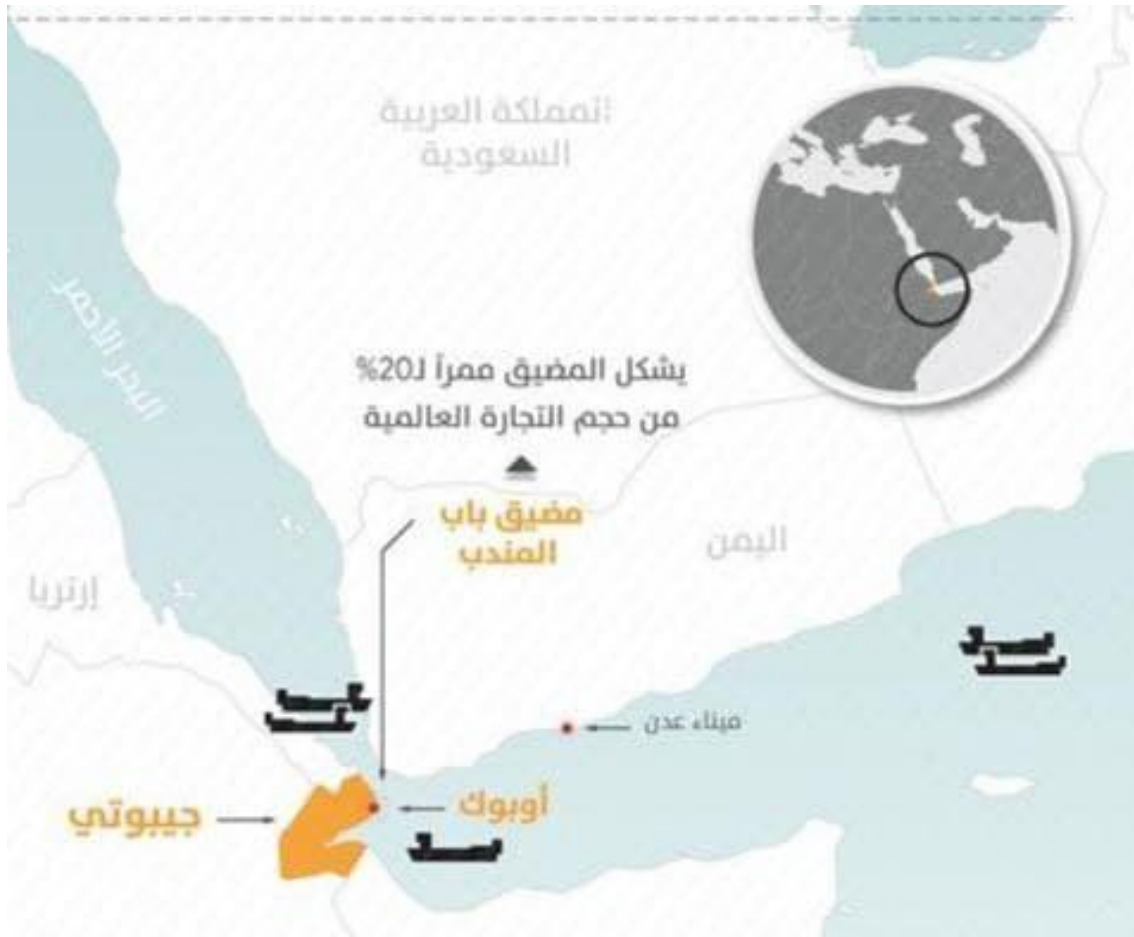 المملكة العربية
السعودية
البحر الأحمر
يشكل المضيق ممراً لـ20%
من حجم التجارة العالمية
مضيق باب
المندب
اليمن
إرتريا
ميناء عدن
أوبوك
جيبوتي